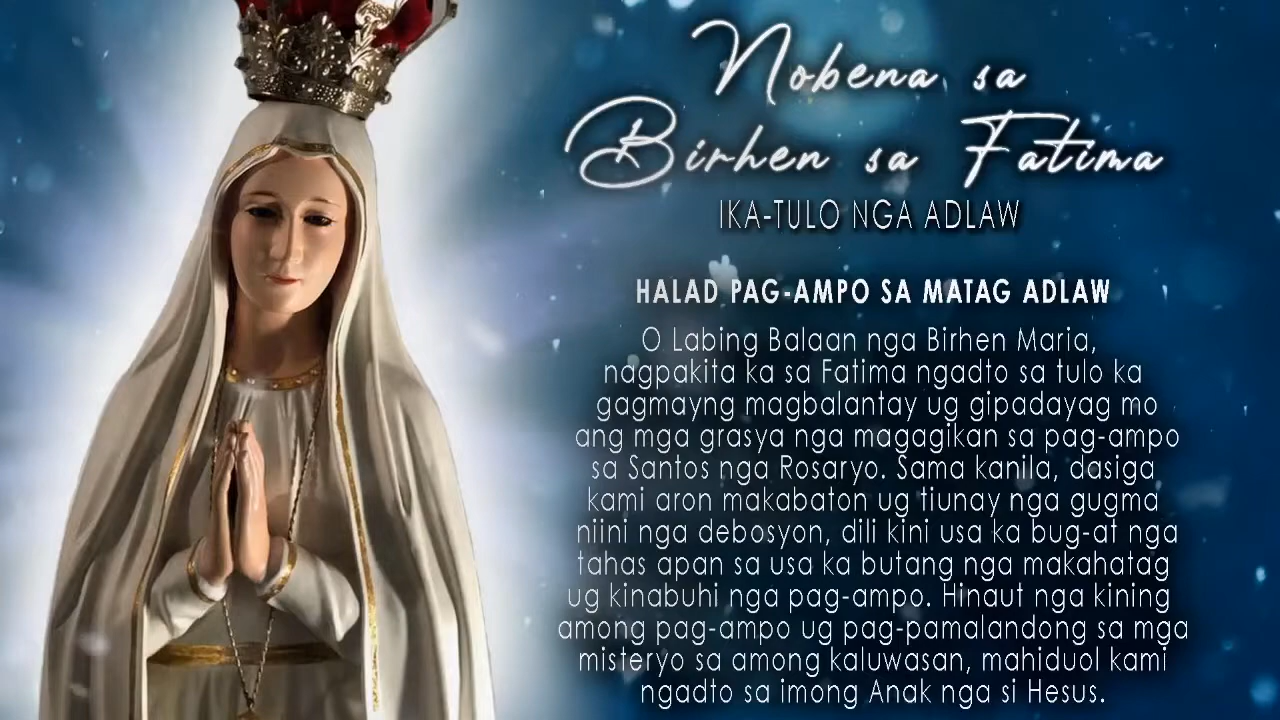 Nobena sa
Birhen sa Fatima
IKA-TULO NGA ADLAW
HALAD PAG-AMPO SA MATAG ADLAW
O Labing Balaan nga Birhen Maria,
nagpakita ka sa Fatima ngadto sa tulo ka
gagmayng magbalantay ug gipadayag mo
ang mga grasya nga magagikan sa pag-ampo
sa Santos nga Rosaryo. Sama kanila, dasiga
kami aron makabaton ug tiunay nga gugma
niini nga debosyon, dili kini usa ka bug-at nga
tahas apan sa usa ka butang nga makahatag
ug kinabuhi nga pag-ampo. Hinaut nga kining
among pag-ampo ug pag-pamalandong sa mga
misteryo sa among kaluwasan, mahiduol kami
ngadto sa imong Anak nga si Hesus.